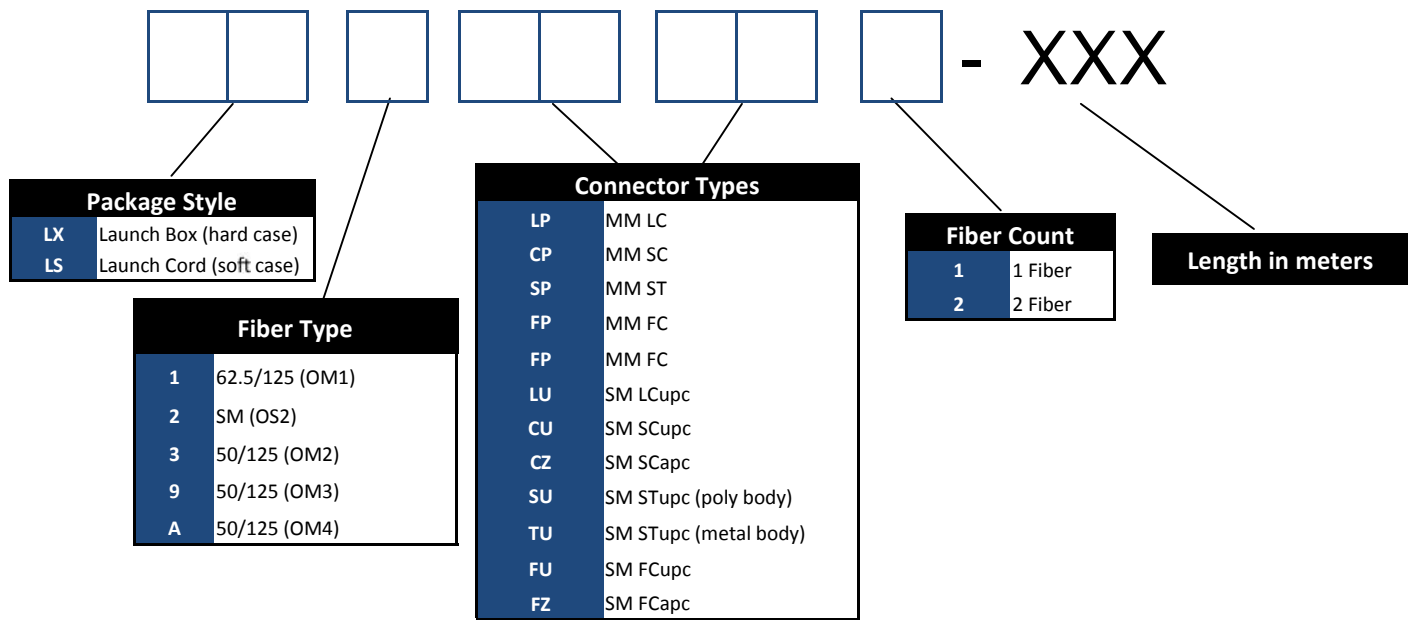 - XXX
Package Style
LX Launch Box (hard case)
LS Launch Cord (soft case)
Fiber Type
1 62.5/125 (OM1)
2 SM (OS2)
3 50/125 (OM2)
9 50/125 (OM3)
A 50/125 (OM4)
Connector Types
LP MM LC
CP MM SC
SP MM ST
FP MM FC
FP MM FC
LU SM LCupc
CU SM SCupc
CZ SM SCapc
SU SM STupc (poly body)
TU SM STupc (metal body)
FU SM FCupc
FZ SM FCapc
Fiber Count
1 1 Fiber
2 2 Fiber
Length in meters